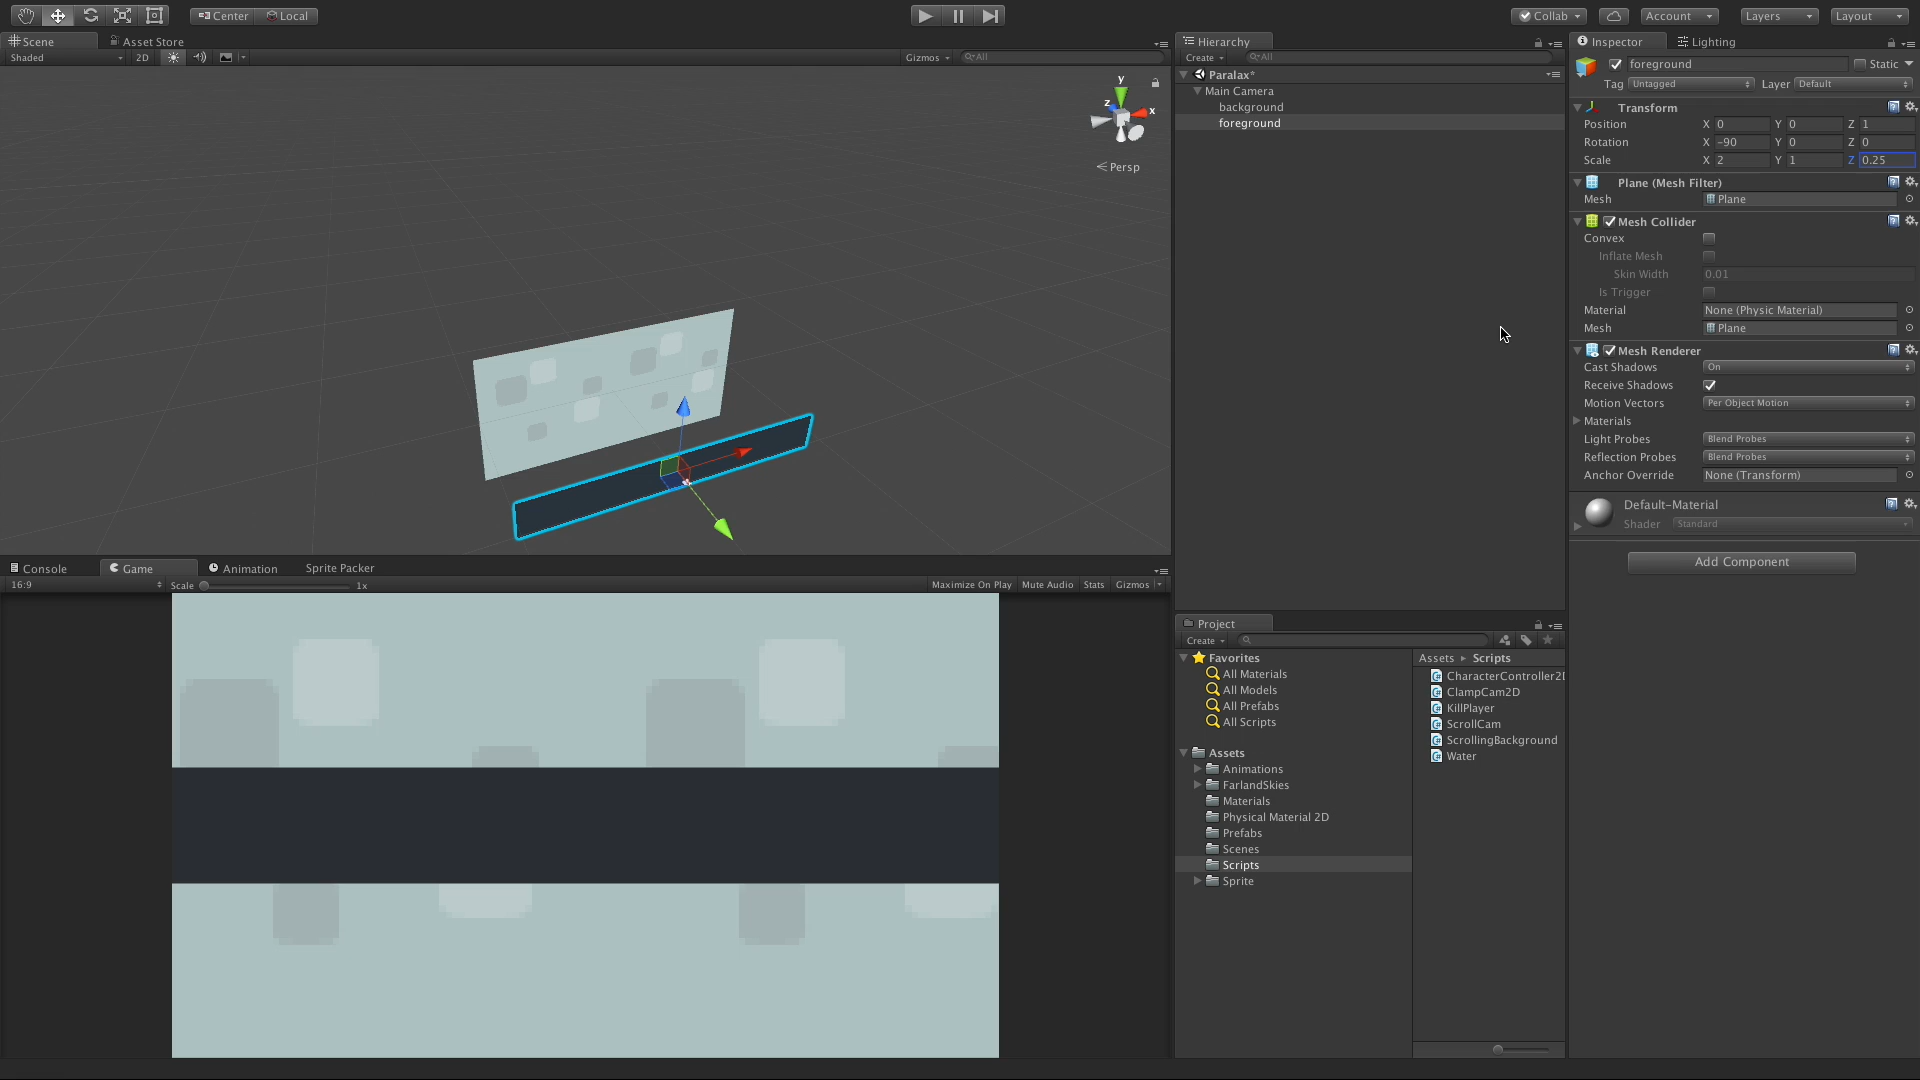 Center Local
Collab Account Layers Layout
Scene Asset Store
Shaded 2D Gizmos All
y
z x
Persp
Console Game Animation Sprite Packer
16:9 Scale 1x Maximize On Play Mute Audio Stats Gizmos
Hierarchy
Create All
Paralax*
Main Camera
background
foreground
Project
Create
Favorites
All Materials
All Models
All Prefabs
All Scripts
Assets
Animations
FarlandSkies
Materials
Physical Material 2D
Prefabs
Scenes
Scripts
Sprite
Assets ▸ Scripts
CharacterController2D
ClampCam2D
KillPlayer
ScrollCam
ScrollingBackground
Water
Inspector Lighting
foreground Static
Tag Untagged Layer Default
Transform
Position X 0 Y 0 Z 1
Rotation X -90 Y 0 Z 0
Scale X 2 Y 1 Z 0.25
Plane (Mesh Filter)
Mesh Plane
Mesh Collider
Convex
Inflate Mesh
Skin Width 0.01
Is Trigger
Material None (Physic Material)
Mesh Plane
Mesh Renderer
Cast Shadows On
Receive Shadows
Motion Vectors Per Object Motion
Materials
Light Probes Blend Probes
Reflection Probes Blend Probes
Anchor Override None (Transform)
Default-Material
Shader Standard
Add Component